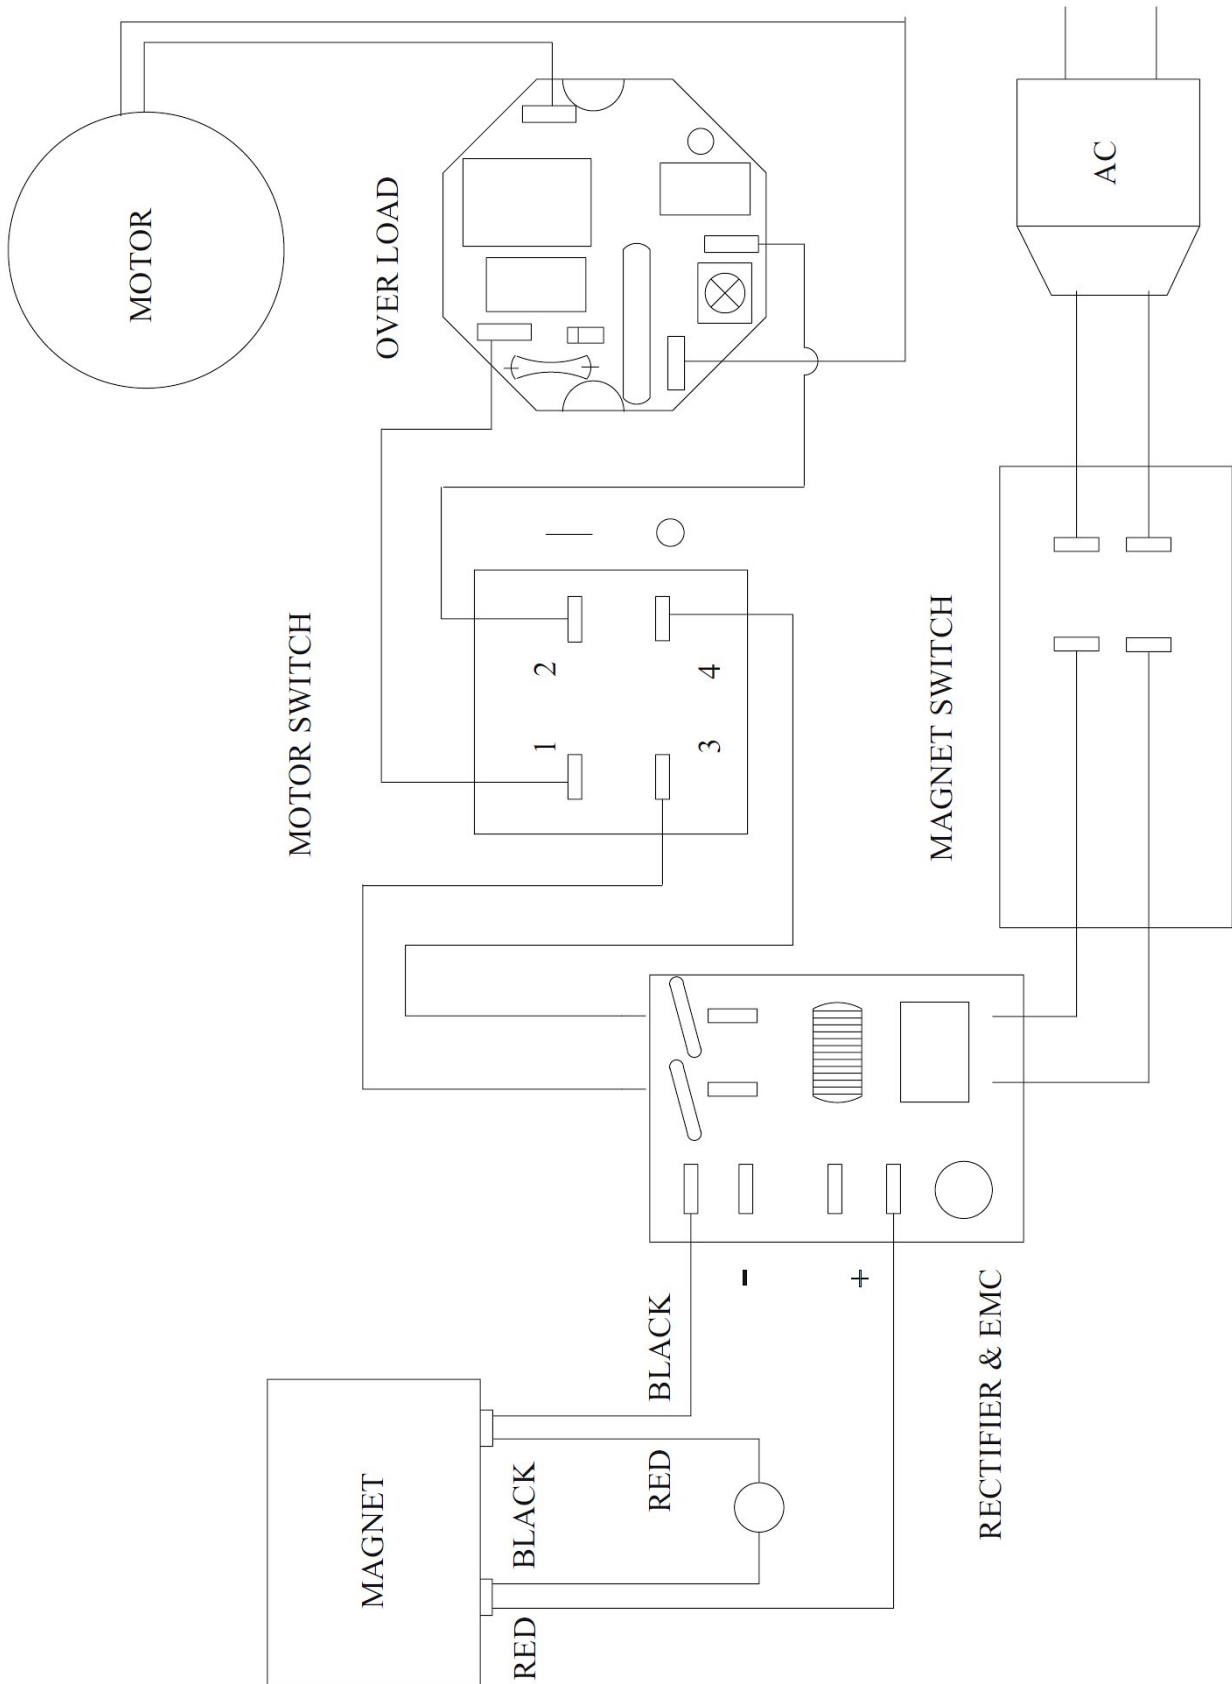 MOTOR
OVER LOAD
AC
MOTOR SWITCH
1
2
3
4
MAGNET SWITCH
MAGNET
RED
BLACK
RED
BLACK
-
+
RECTIFIER & EMC